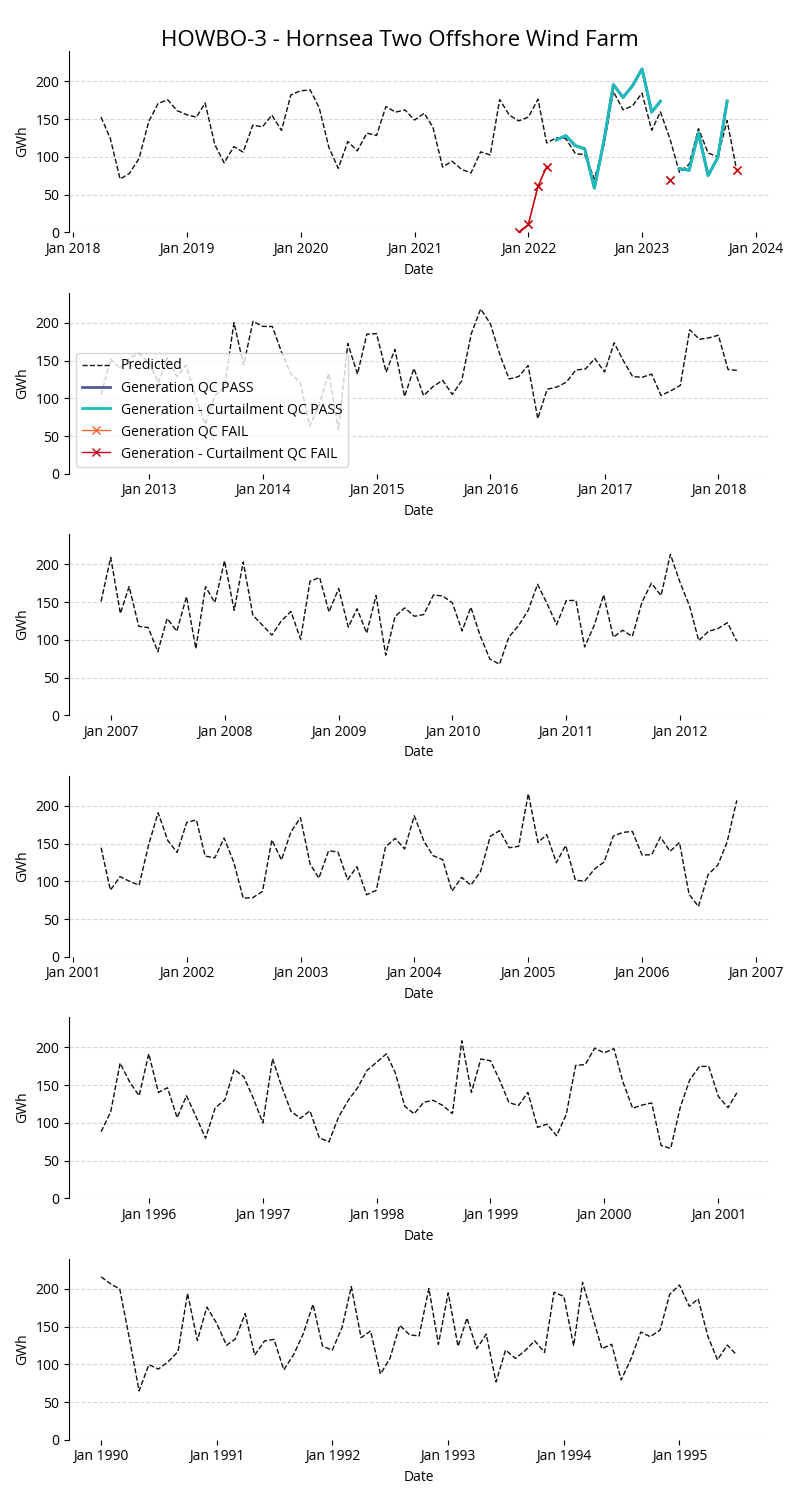 HOWBO-3 - Hornsea Two Offshore Wind Farm
200
150
100
50
0
GWh
Jan 2018 Jan 2019 Jan 2020 Jan 2021 Jan 2022 Jan 2023 Jan 2024
Date
200
150
100
50
0
GWh
Predicted
Generation QC PASS
Generation - Curtailment QC PASS
Generation QC FAIL
Generation - Curtailment QC FAIL
Jan 2013 Jan 2014 Jan 2015 Jan 2016 Jan 2017 Jan 2018
Date
200
150
100
50
0
GWh
Jan 2007 Jan 2008 Jan 2009 Jan 2010 Jan 2011 Jan 2012
Date
200
150
100
50
0
GWh
Jan 2001 Jan 2002 Jan 2003 Jan 2004 Jan 2005 Jan 2006 Jan 2007
Date
200
150
100
50
0
GWh
Jan 1996 Jan 1997 Jan 1998 Jan 1999 Jan 2000 Jan 2001
Date
200
150
100
50
0
GWh
Jan 1990 Jan 1991 Jan 1992 Jan 1993 Jan 1994 Jan 1995
Date